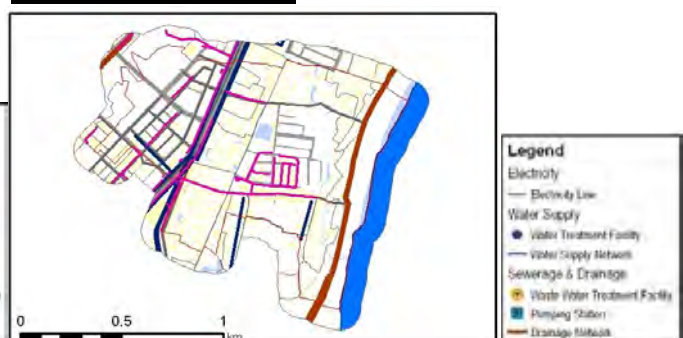 0 0.5 1
km
Legend
Electricity
Electricity Line
Water Supply
Water Treatment Facility
Water Supply Network
Sewerage & Drainage
Waste Water Treatment Facility
Pumping Station
Drainage Network